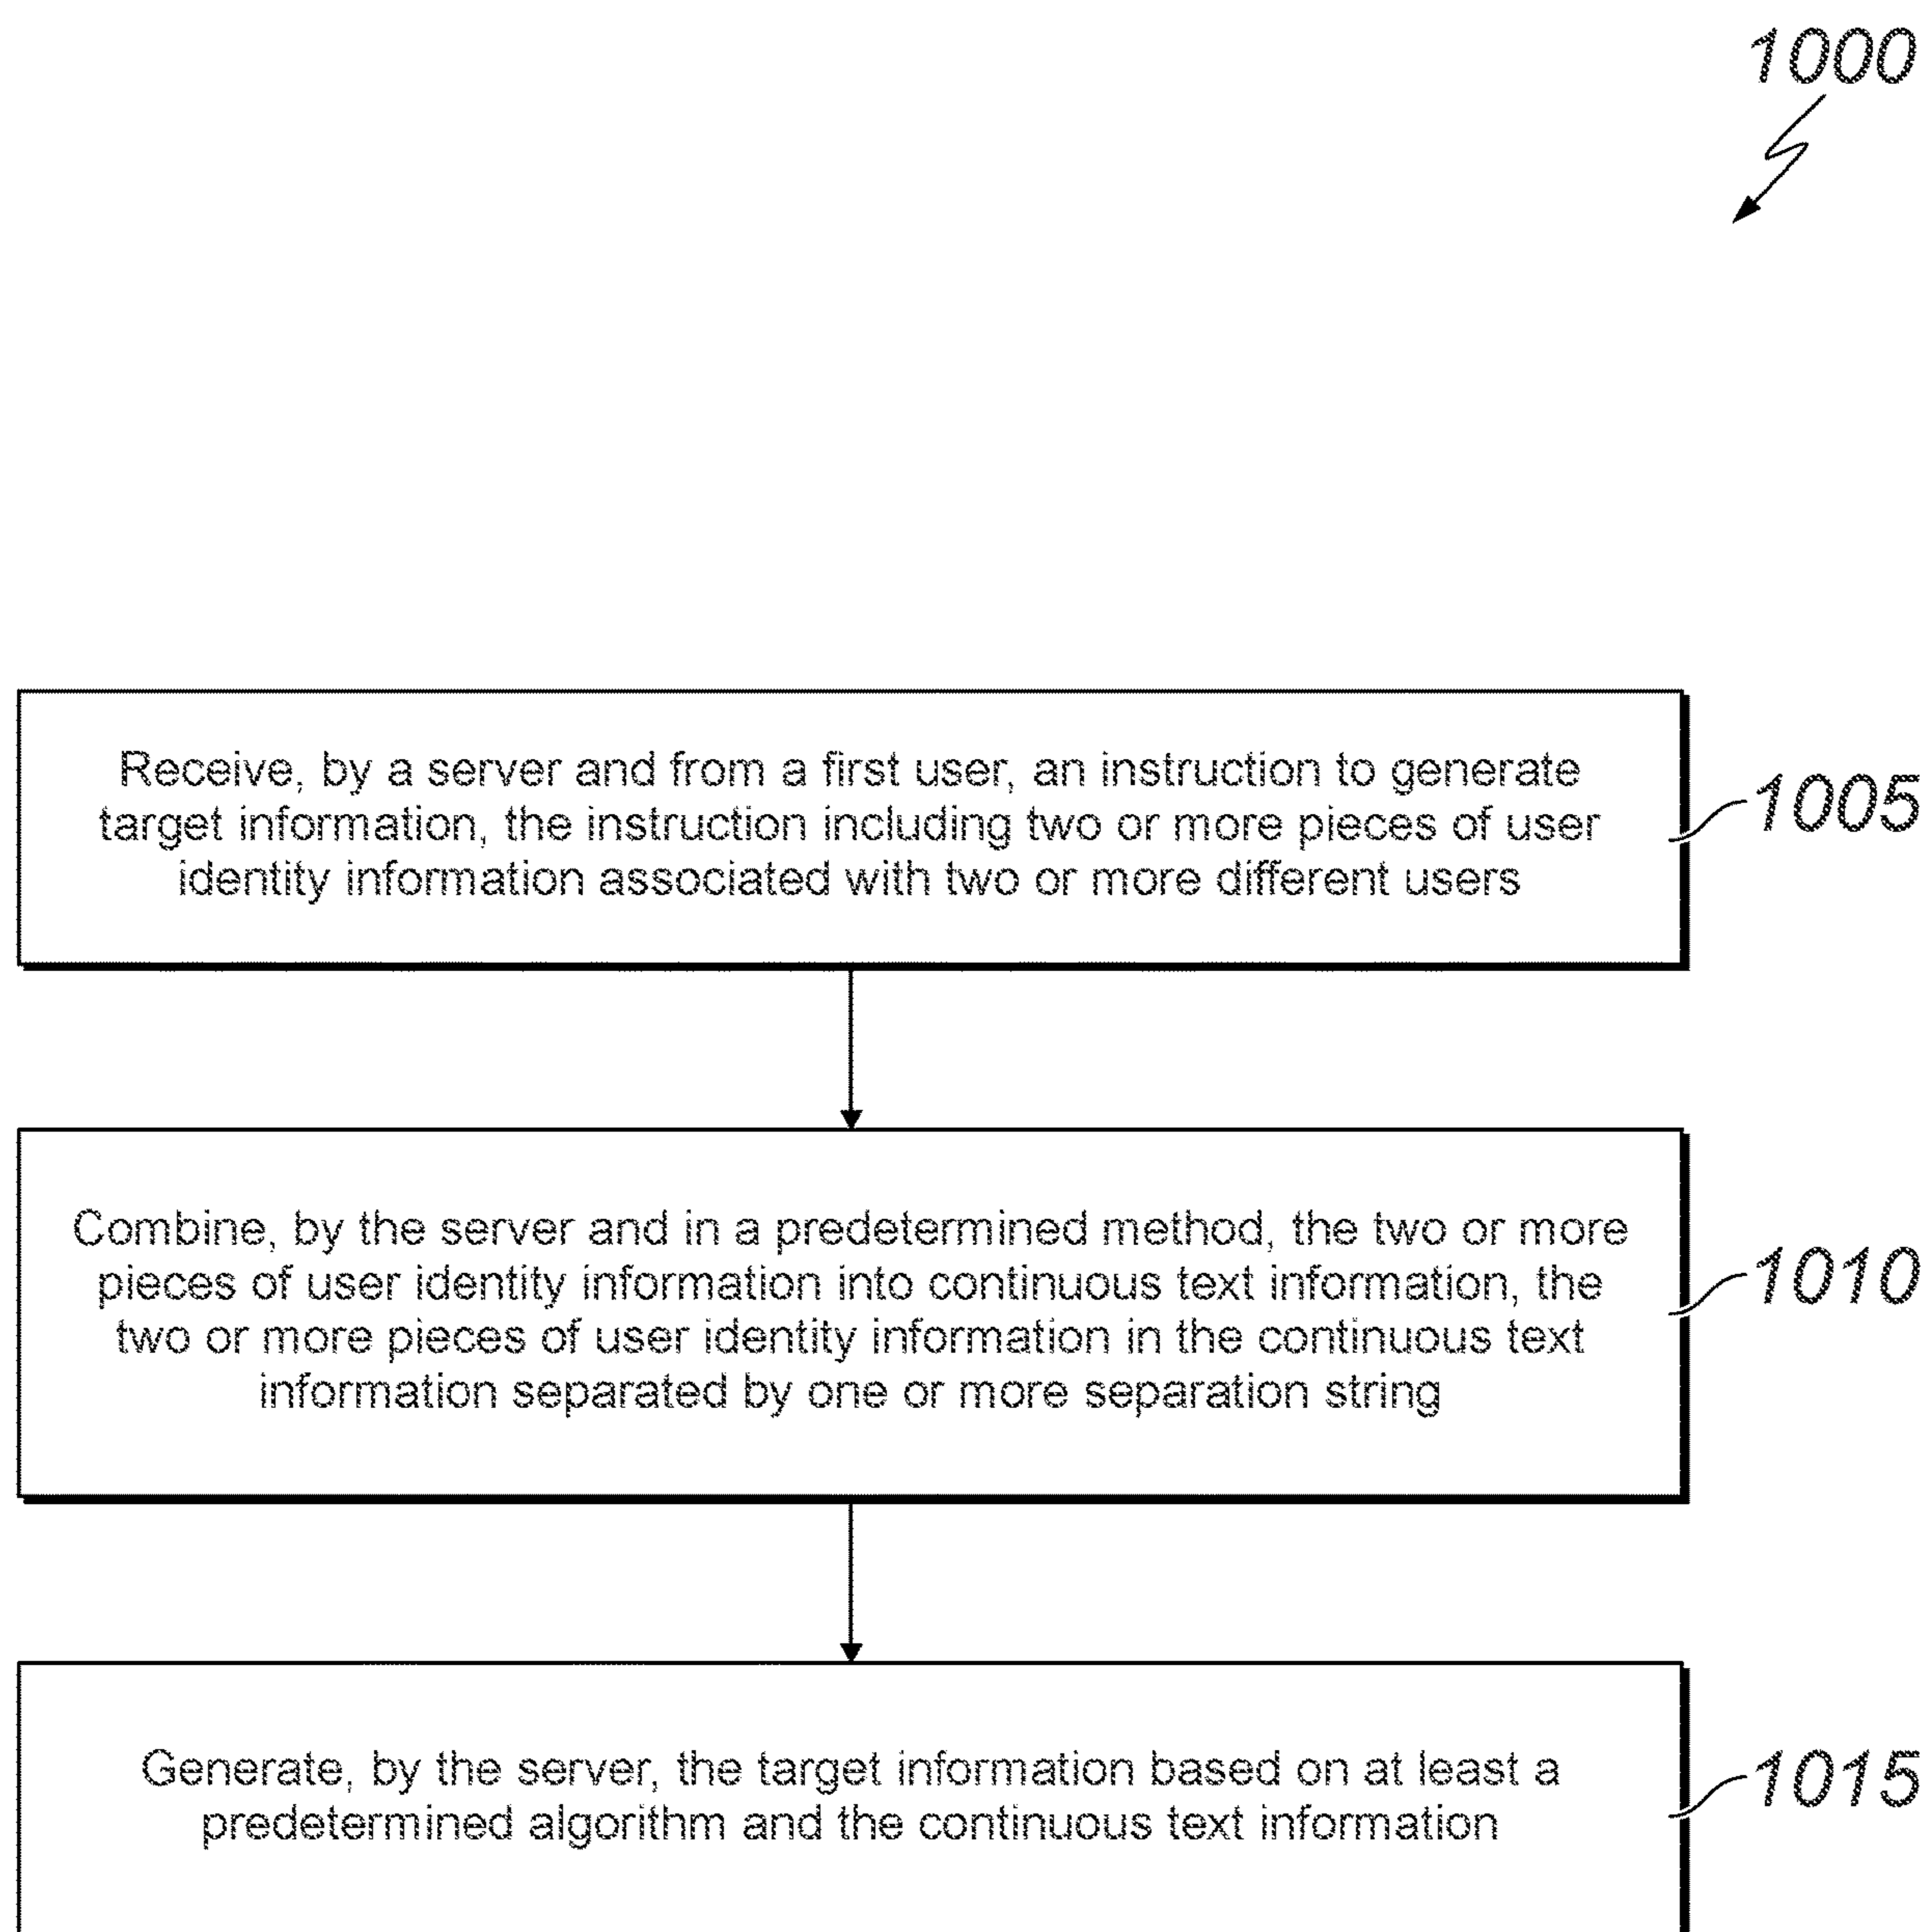 1000
Receive, by a server and from a first user, an instruction to generate
target information, the instruction including two or more pieces of user
identity information associated with two or more different users
1005
Combine, by the server and in a predetermined method, the two or more
pieces of user identity information into continuous text information, the
two or more pieces of user identity information in the continuous text
information separated by one or more separation string
1010
Generate, by the server, the target information based on at least a
predetermined algorithm and the continuous text information
1015